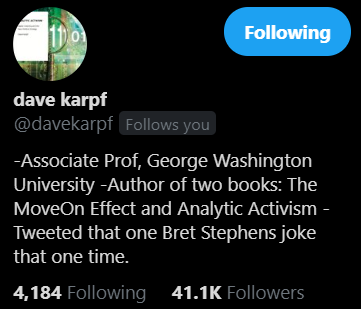 Following
dave karpf
@davekarpf Follows you
-Associate Prof, George Washington
University -Author of two books: The
MoveOn Effect and Analytic Activism -
Tweeted that one Bret Stephens joke
that one time.
4,184 Following 41.1K Followers